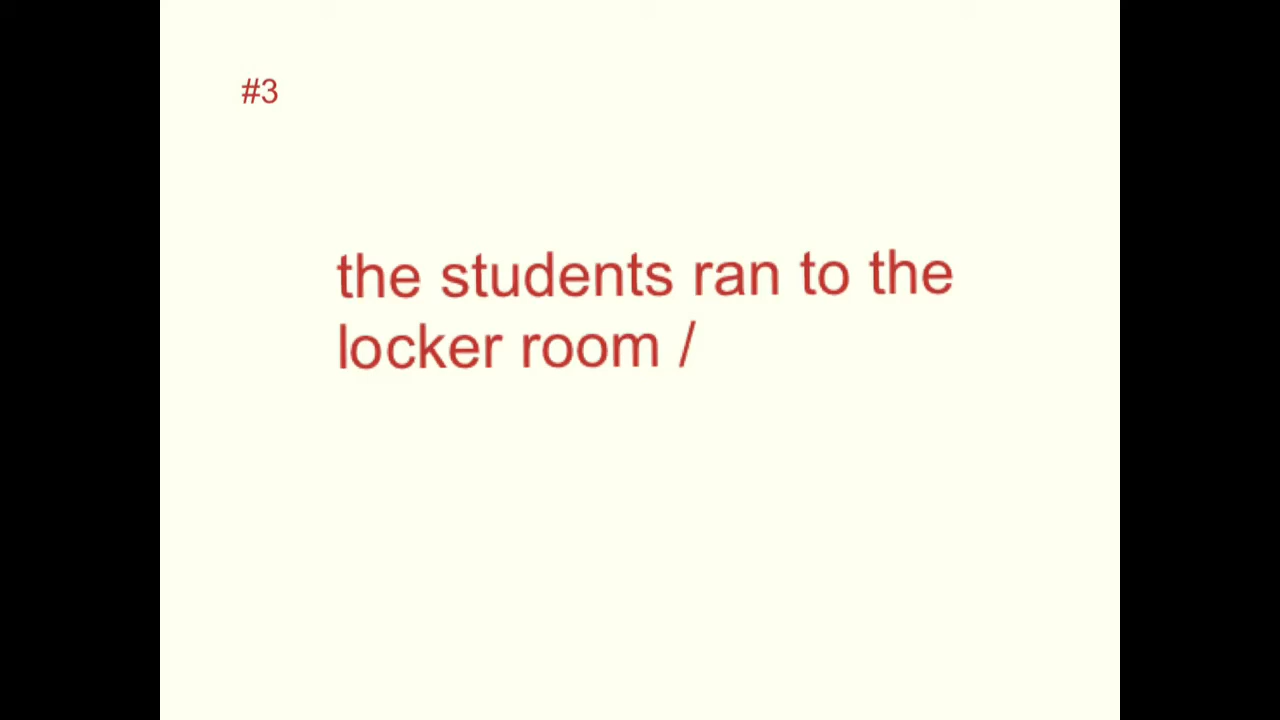 #3
the students ran to the
locker room /